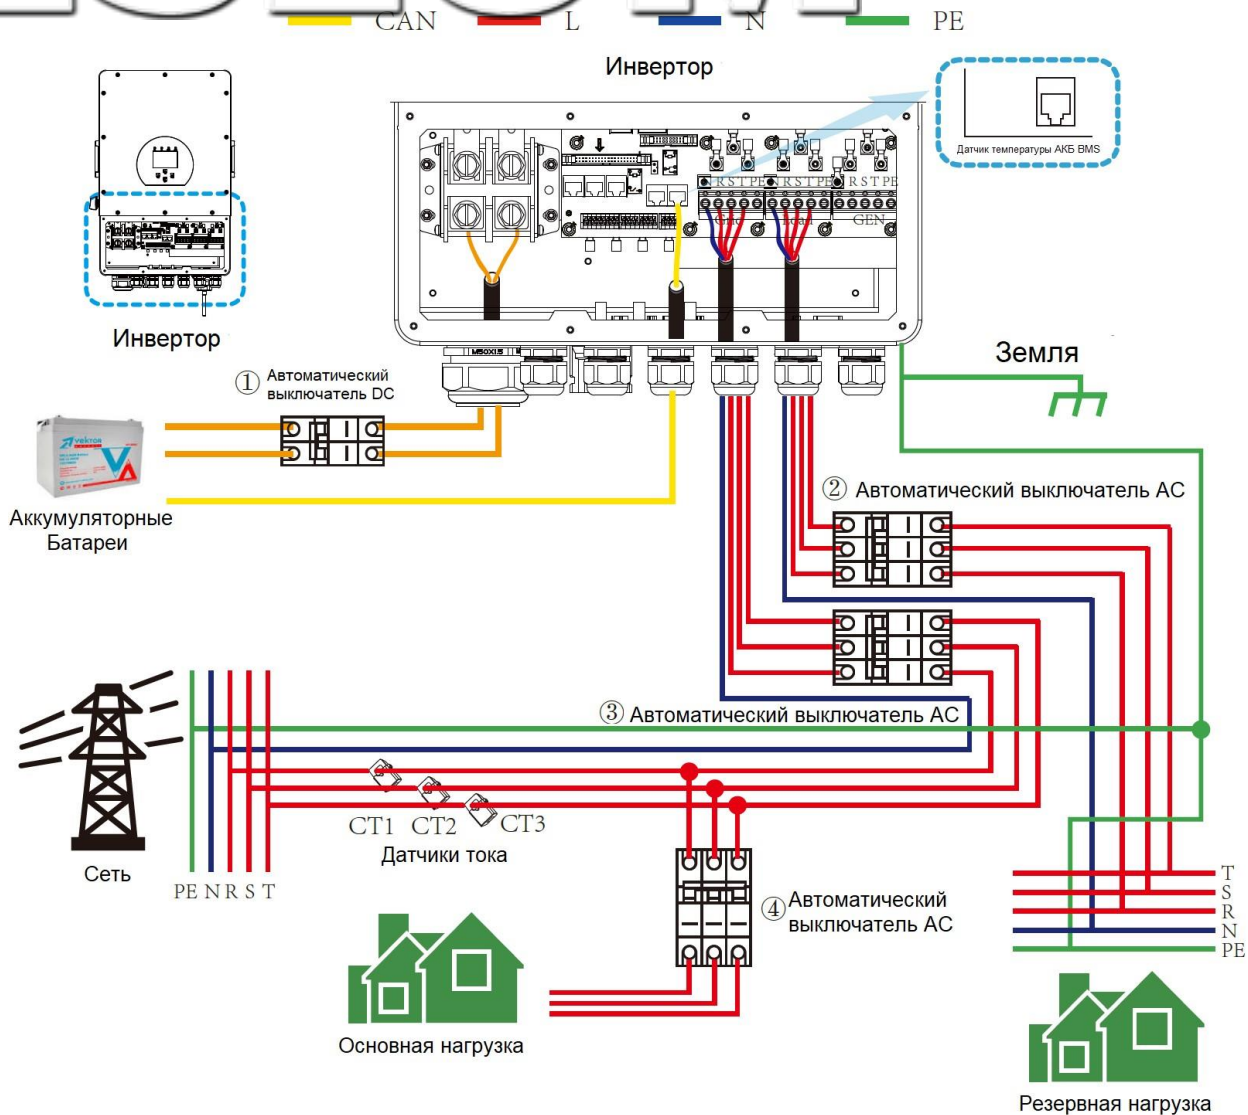 CAN L N PE
Инвертор
Датчик температуры АКБ BMS
N R S T PE N R S T PE R S T PE
GEN
Инвертор
M50X1.5
Земля
① Автоматический
выключатель DC
VEKTOR
② Автоматический выключатель AC
Аккумуляторные
Батареи
③ Автоматический выключатель AC
CT1 CT2 CT3
Датчики тока
Сеть
PE N R S T
④ Автоматический
выключатель AC
T
S
R
N
PE
Основная нагрузка
Резервная нагрузка